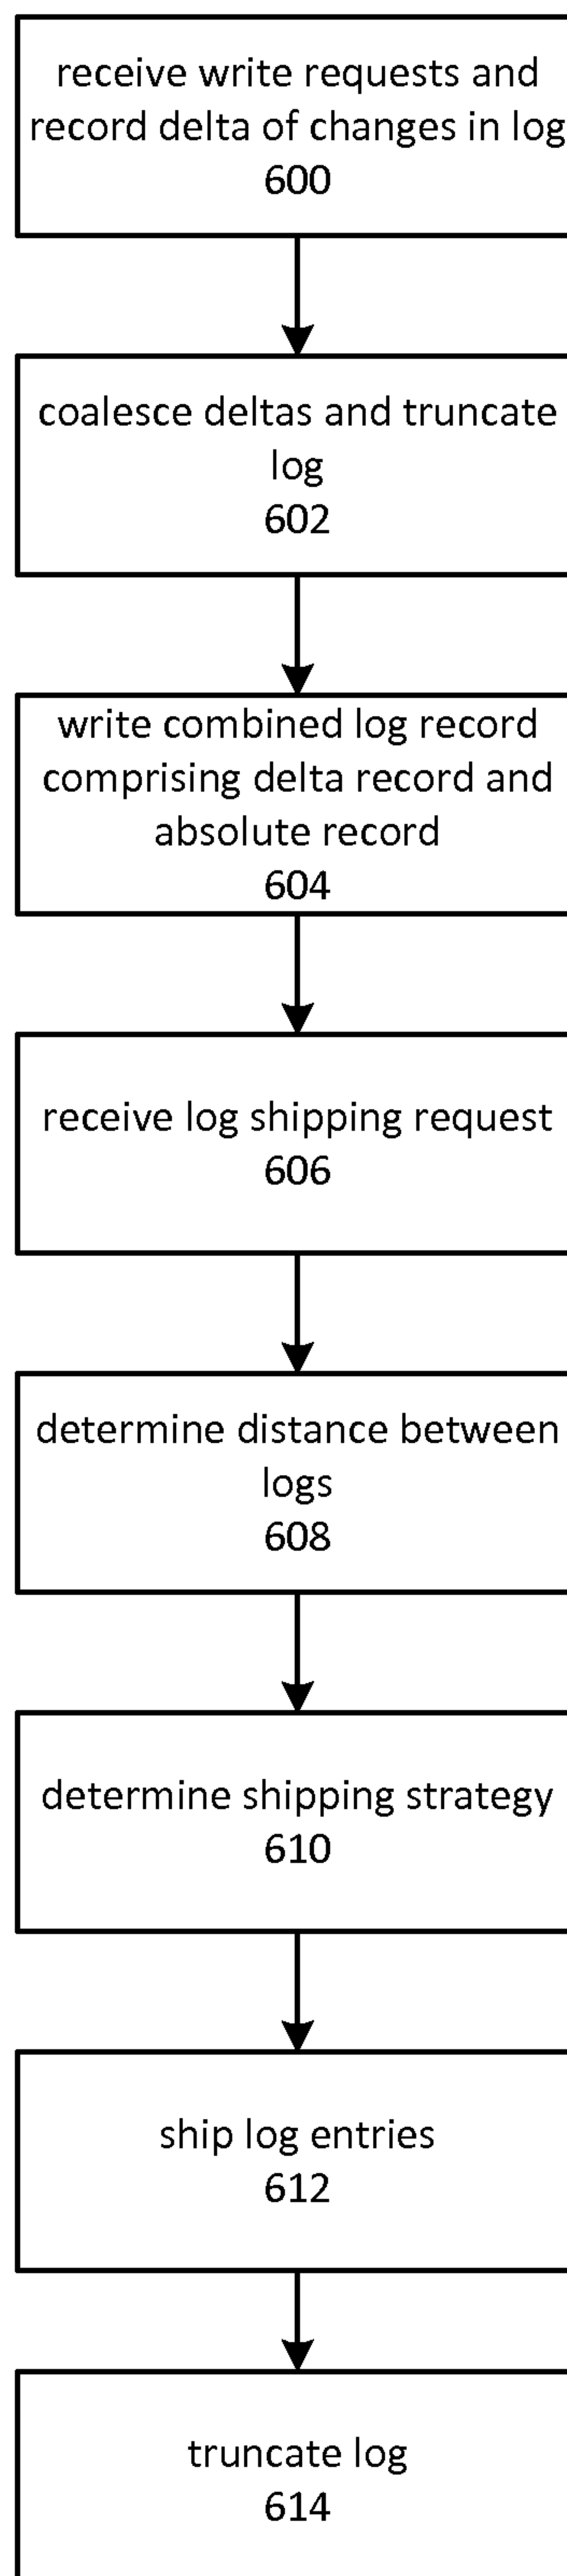 receive write requests and
record delta of changes in log
600
coalesce deltas and truncate
log
602
write combined log record
comprising delta record and
absolute record
604
receive log shipping request
606
determine distance between
logs
608
determine shipping strategy
610
ship log entries
612
truncate log
614